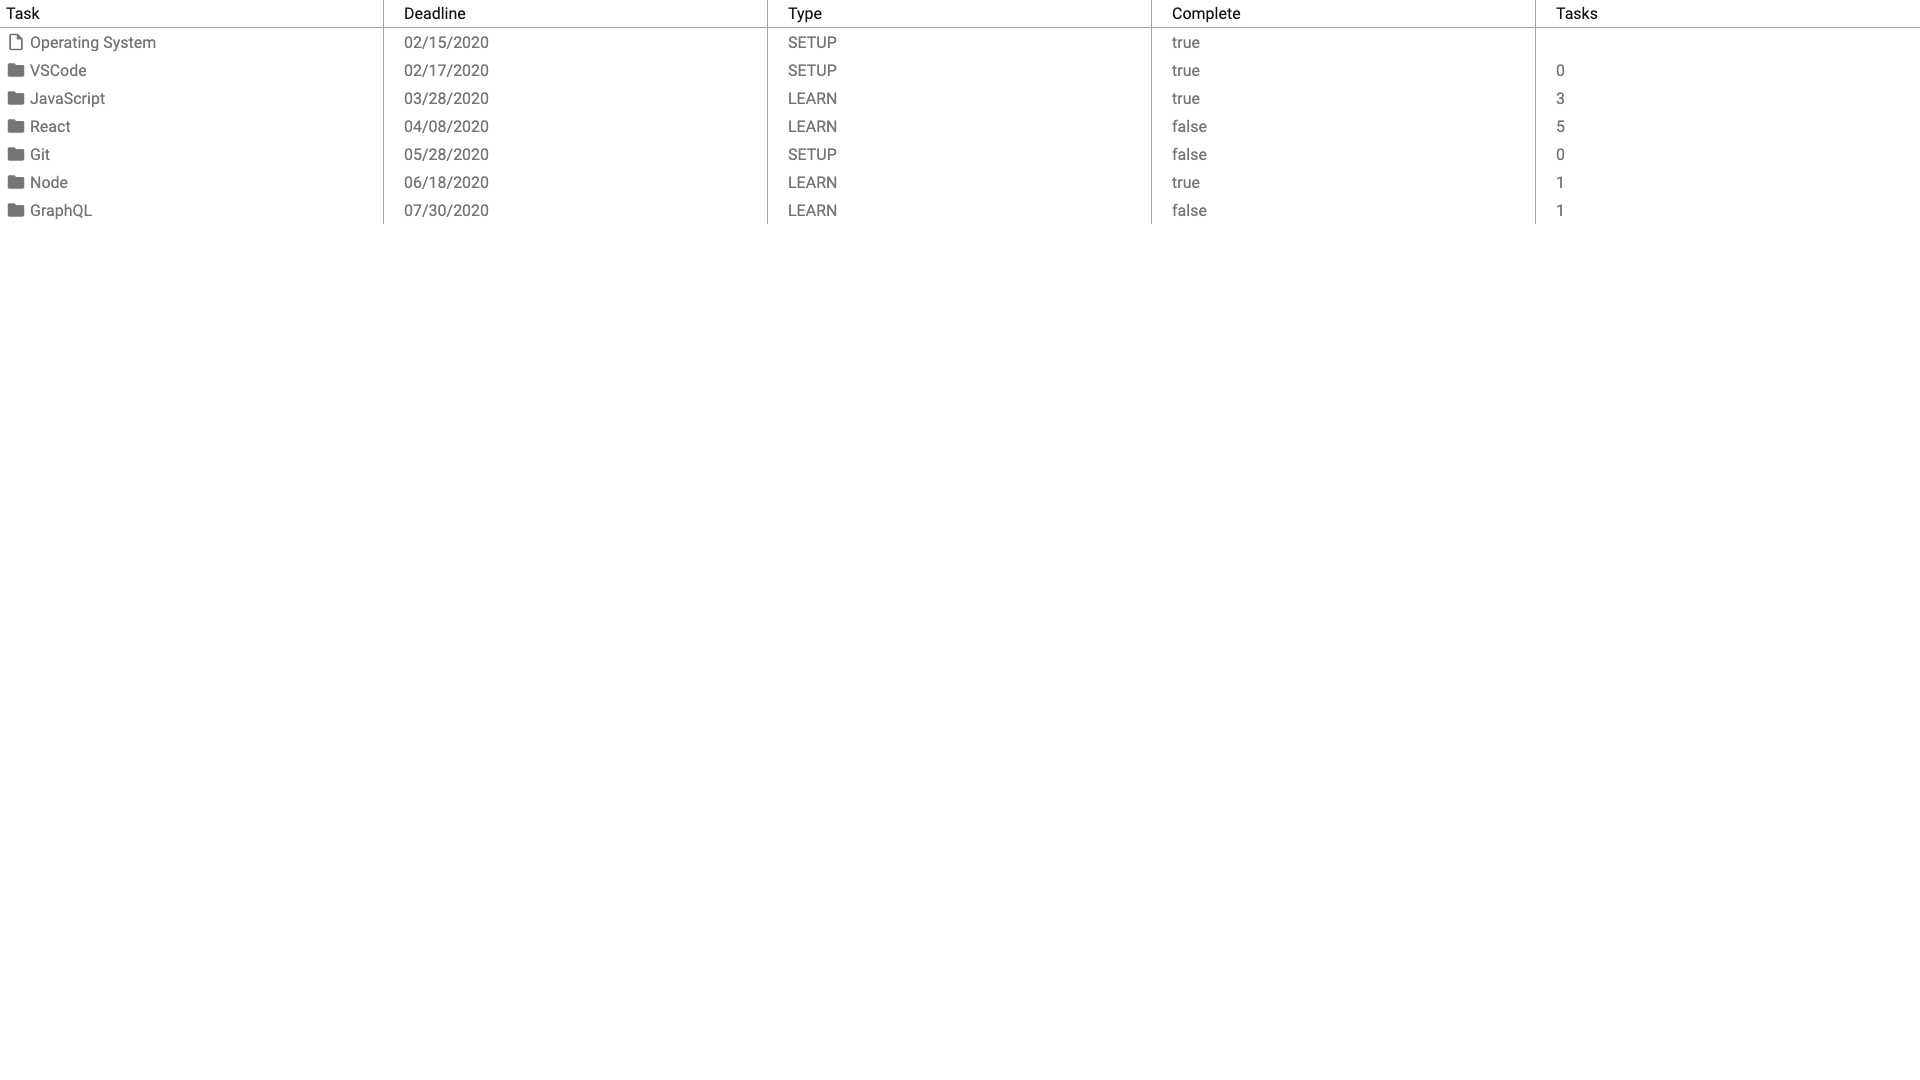 Task Deadline Type Complete Tasks
Operating System 02/15/2020 SETUP true
VSCode 02/17/2020 SETUP true 0
JavaScript 03/28/2020 LEARN true 3
React 04/08/2020 LEARN false 5
Git 05/28/2020 SETUP false 0
Node 06/18/2020 LEARN true 1
GraphQL 07/30/2020 LEARN false 1